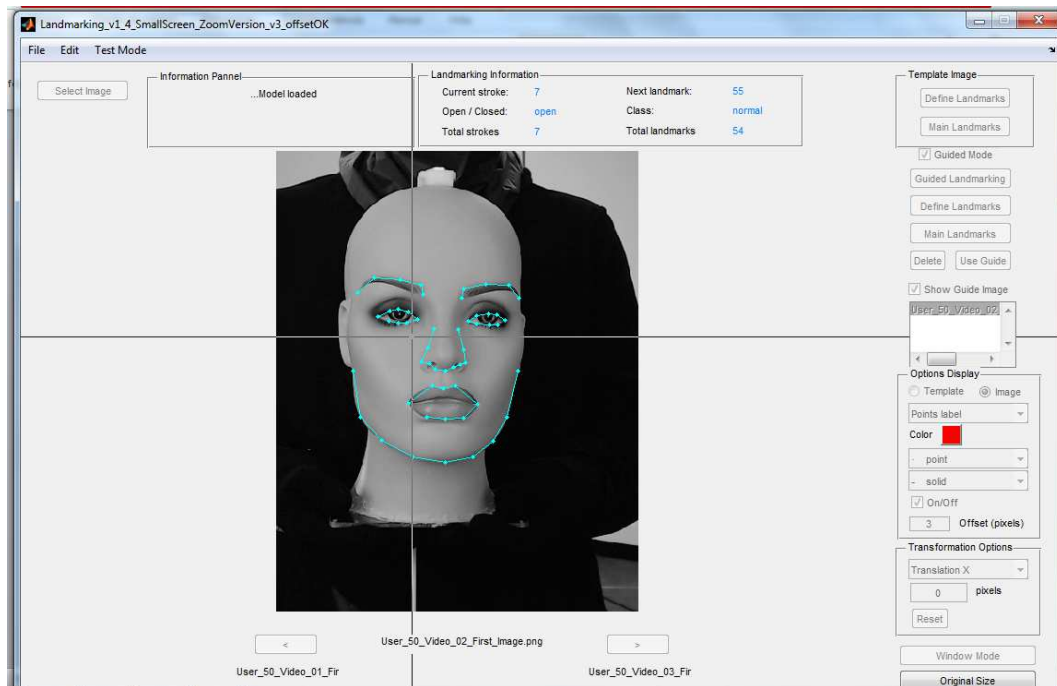 Landmarking_v1_4_SmallScreen_ZoomVersion_v3_offsetOK
File Edit Test Mode
Select Image
Information Pannel
...Model loaded
Landmarking Information
Current stroke: 7 Next landmark: 55
Open / Closed: open Class: normal
Total strokes 7 Total landmarks 54
Template Image
Define Landmarks
Main Landmarks
Guided Mode
Guided Landmarking
Define Landmarks
Main Landmarks
Delete Use Guide
Show Guide Image
User_50_Video_02
Options Display
Template Image
Points label
Color
· point
- solid
On/Off
3 Offset (pixels)
Transformation Options
Translation X
0 pixels
Reset
Window Mode
Original Size
< User_50_Video_02_First_Image.png >
User_50_Video_01_Fir User_50_Video_03_Fir